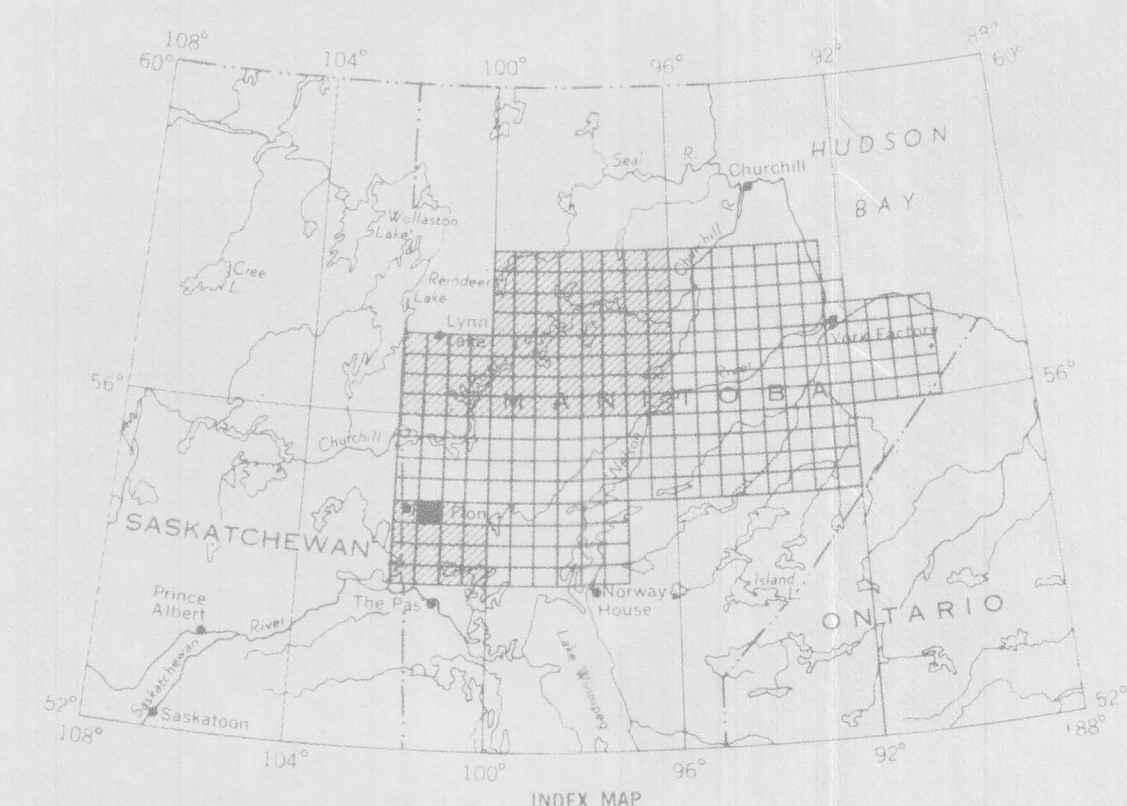 108°
104°
100°
96°
92°
60°
60°
HUDSON
BAY
Seal
R.
Churchill
Churchill
R.
Wollaston
Lake
Cree
L.
Reindeer
Lake
Lynn
Lake
York Factory
56°
56°
MANITOBA
Churchill
Nelson
Flon
SASKATCHEWAN
Prince
Albert
River
The Pas
Norway
House
Island
L.
ONTARIO
Saskatchewan
Saskatoon
Lake Winnipeg
52°
52°
108°
104°
100°
96°
92°
88°
INDEX MAP